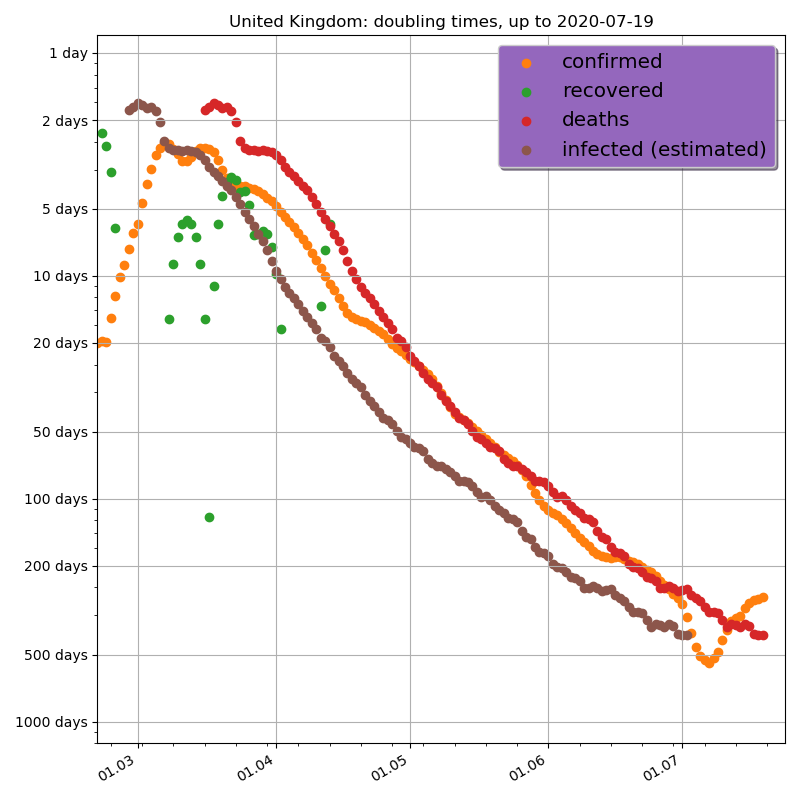 United Kingdom: doubling times, up to 2020-07-19
confirmed
recovered
deaths
infected (estimated)
1 day
2 days
5 days
10 days
20 days
50 days
100 days
200 days
500 days
1000 days
01.03
01.04
01.05
01.06
01.07